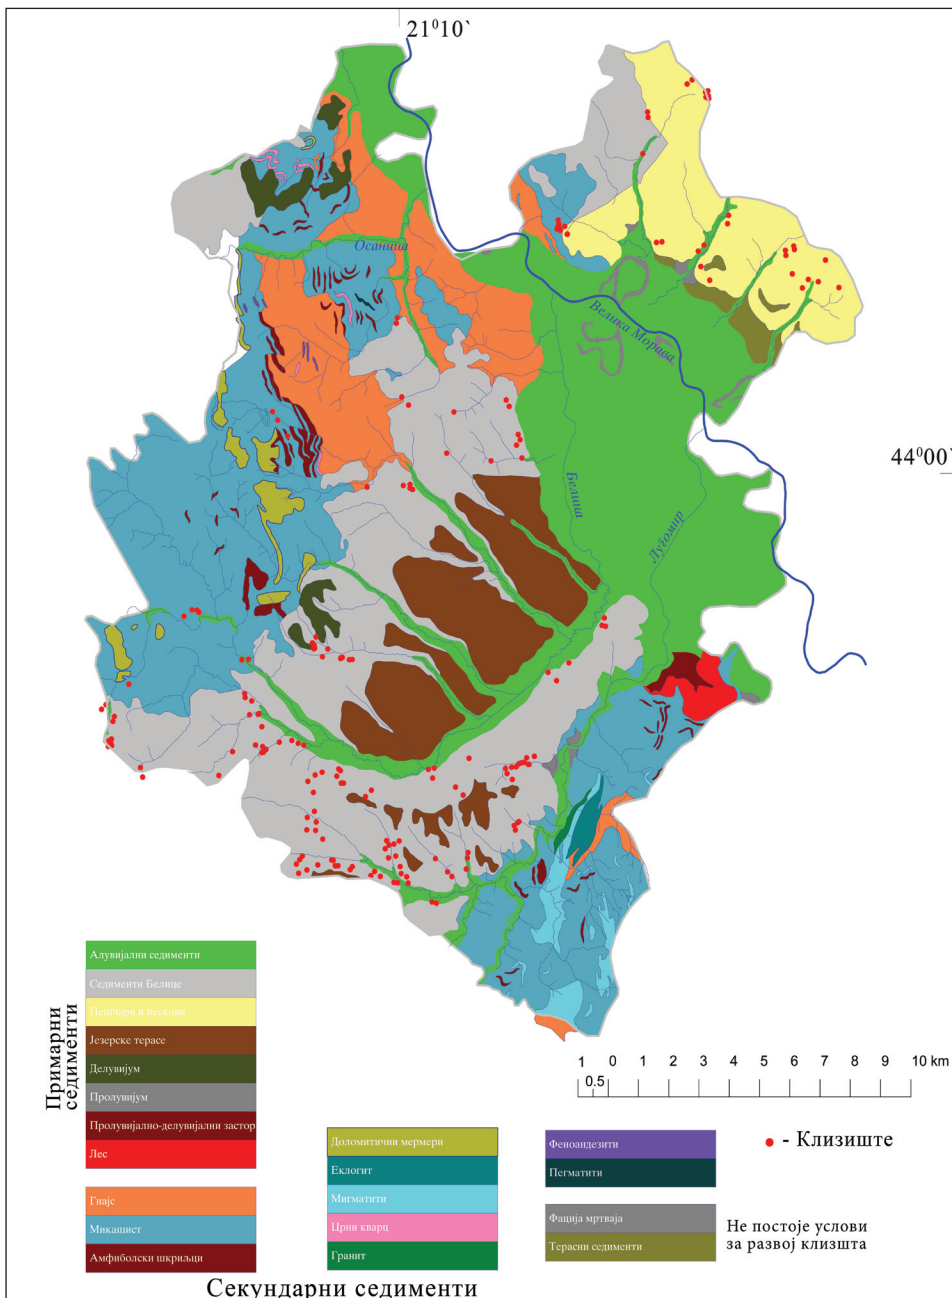 21⁰10`
Осаница
Велика Морава
44⁰00`
Белица
Лугомир
Алувијални седименти
Седименти Белице
Пешчари и пескови
Језерске терасе
Делувијум
Пролувијум
Пролувијално-делувијални застор
Лес
Примарни
седименти
Гнајс
Микашист
Амфиболски шкриљци
Доломитични мермери
Еклогит
Мигматити
Црни кварц
Гранит
Феноандезити
Пегматити
Фација мртваја
Терасни седименти
Секундарни седименти
1 0 1 2 3 4 5 6 7 8 9 10 km
0.5
- Клизиште
Не постоје услови
за развој клизшта